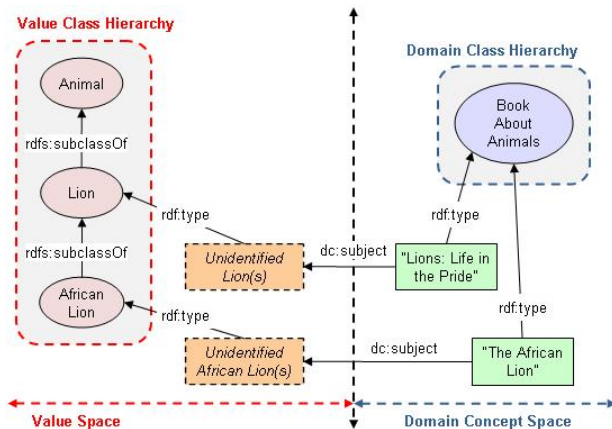 Value Class Hierarchy
Domain Class Hierarchy
Animal
Book
About
Animals
rdfs:subclassOf
Lion
rdf:type
rdf:type
rdfs:subclassOf
dc:subject
Unidentified
Lion(s)
"Lions: Life in
the Pride"
African
Lion
rdf:type
rdf:type
dc:subject
Unidentified
African Lion(s)
"The African
Lion"
Value Space
Domain Concept Space